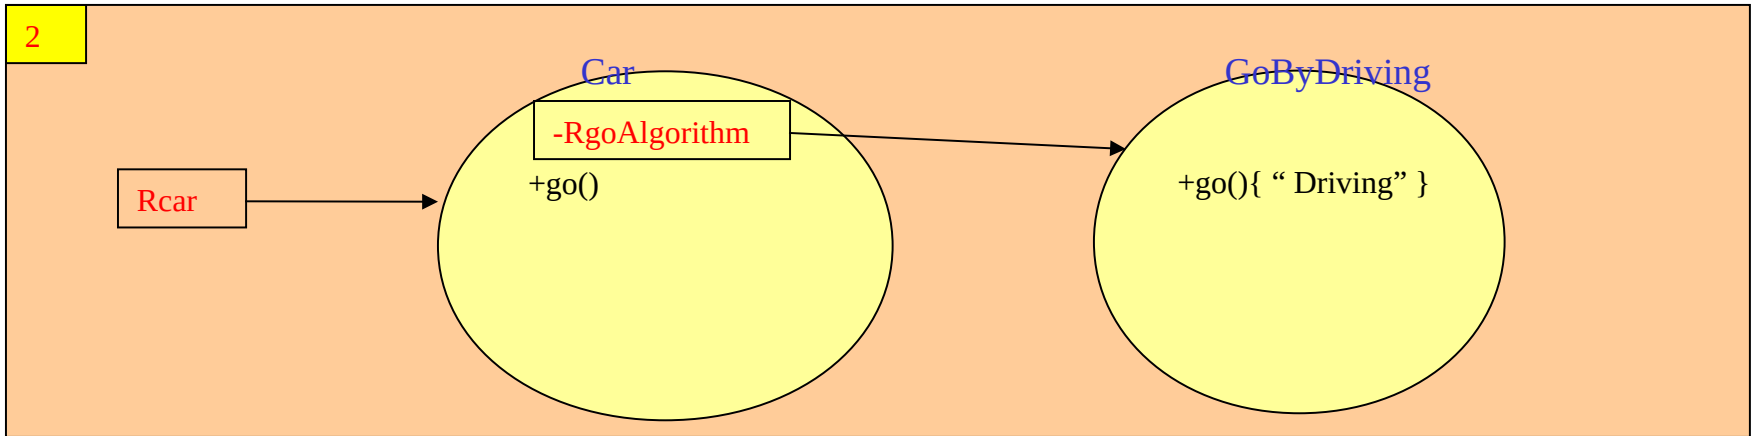 2
Car
GoByDriving
-RgoAlgorithm
+go()
+go(){ “ Driving” }
Rcar